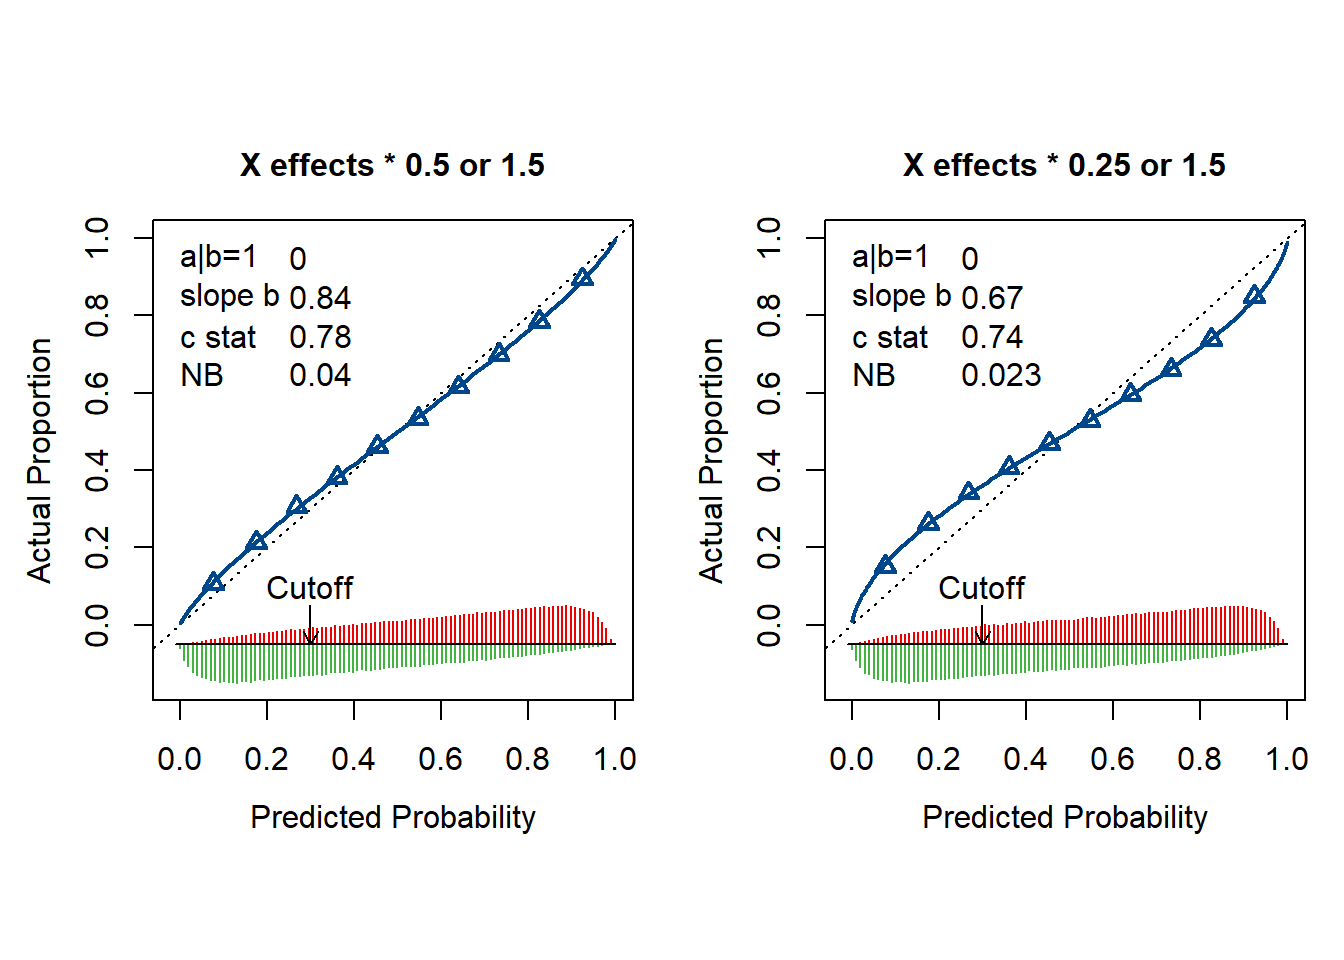 X effects * 0.5 or 1.5
a|b=1 0
slope b 0.84
c stat 0.78
NB 0.04
Cutoff
Actual Proportion
0.0 0.2 0.4 0.6 0.8 1.0
0.0 0.2 0.4 0.6 0.8 1.0
Predicted Probability
X effects * 0.25 or 1.5
a|b=1 0
slope b 0.67
c stat 0.74
NB 0.023
Cutoff
Actual Proportion
0.0 0.2 0.4 0.6 0.8 1.0
0.0 0.2 0.4 0.6 0.8 1.0
Predicted Probability